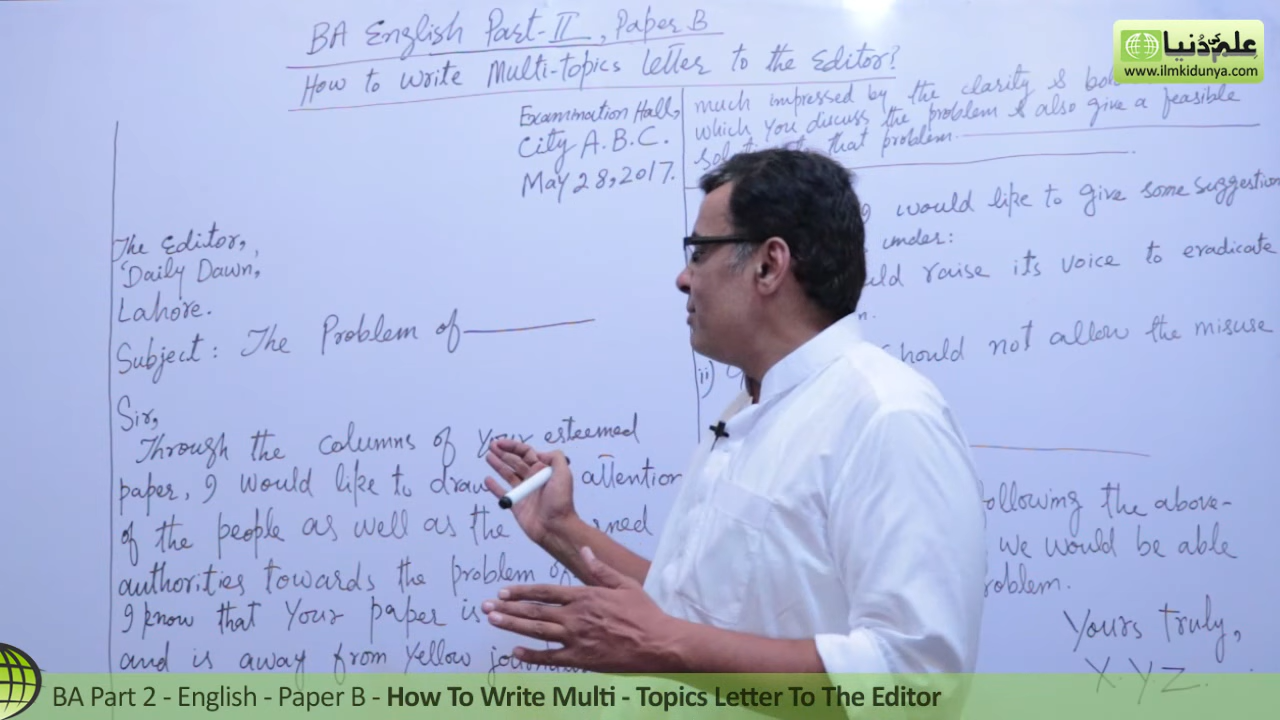 BA English Part-II, Paper B
How to write Multi-topics letter to the Editor?
Examination Hall,
City A.B.C.
May 28, 2017.
The Editor,
'Daily Dawn,
Lahore.
Subject: The Problem of
Sir,
Through the columns of your esteemed
paper, I would like to draw attention
of the people as well as the
authorities towards the problem of
I know that Your paper is
and is away from yellow
much impressed by the clarity
which you discuss the problem & also give a feasible
that problem.
I would like to give some suggestion
under:
raise its voice to eradicate
ii) should not allow the misuse
following the above-
we would be able
Yours truly,
X.Y.Z.
علم کی دُنیا
www.ilmkidunya.com
BA Part 2 - English - Paper B - How To Write Multi - Topics Letter To The Editor